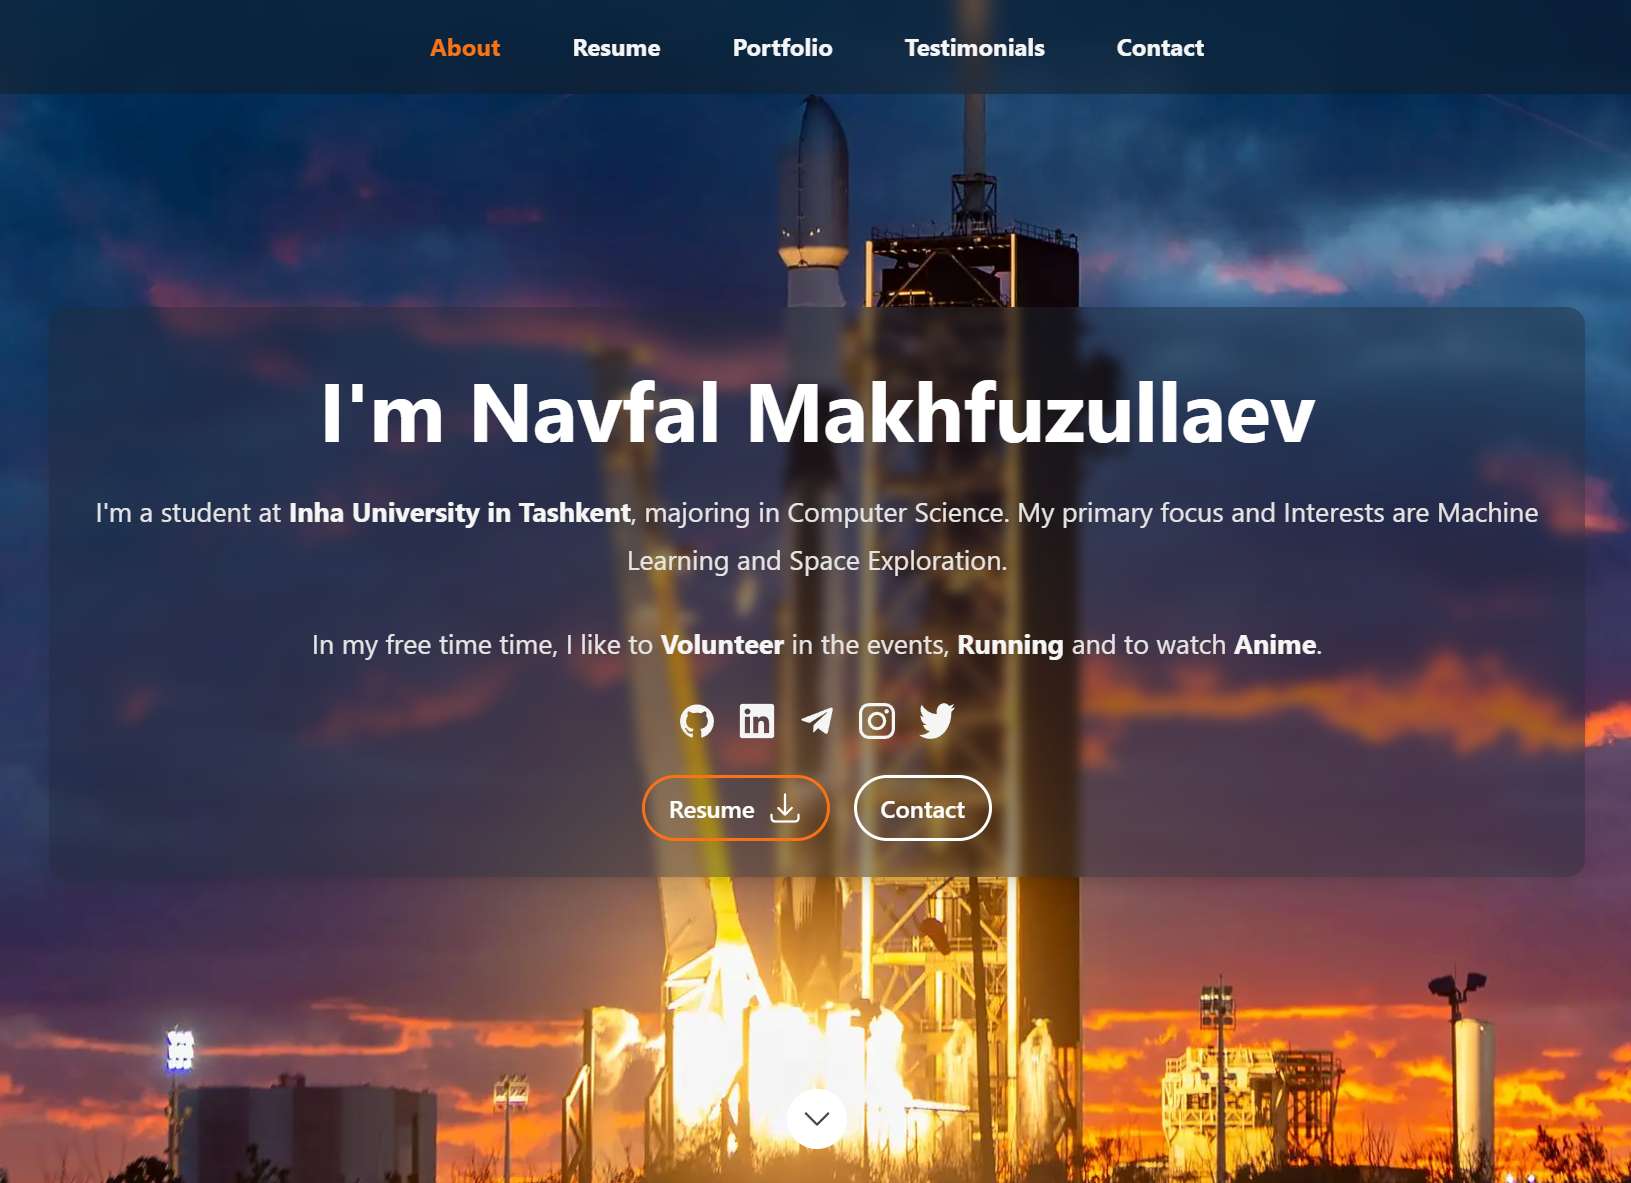 About Resume Portfolio Testimonials Contact
I'm Navfal Makhfuzullaev
I'm a student at Inha University in Tashkent, majoring in Computer Science. My primary focus and Interests are Machine
Learning and Space Exploration.
In my free time time, I like to Volunteer in the events, Running and to watch Anime.
in
Resume Contact